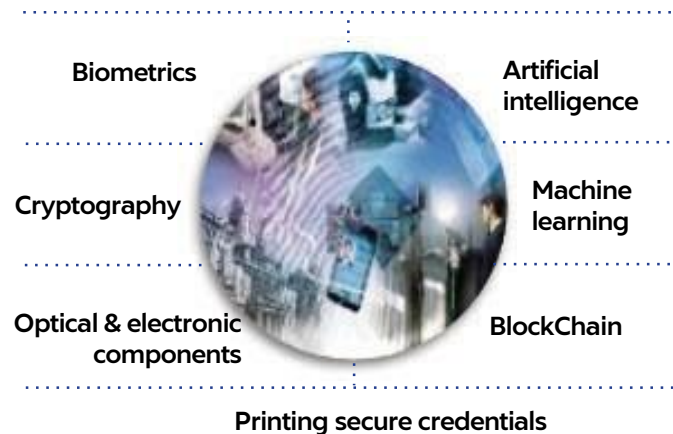 Biometrics
Artificial
intelligence
Cryptography
Machine
learning
Optical & electronic
components
BlockChain
Printing secure credentials